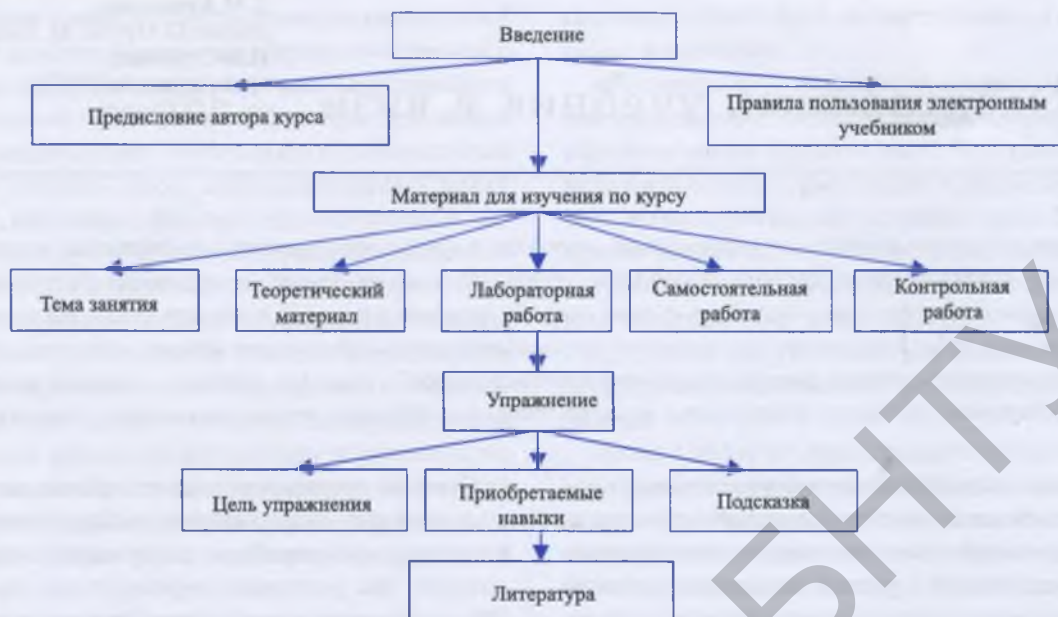 Введение
Предисловие автора курса
Правила пользования электронным
учебником
Материал для изучения по курсу
Тема занятия
Теоретический
материал
Лабораторная
работа
Самостоятельная
работа
Контрольная
работа
Упражнение
Цель упражнения
Приобретаемые
навыки
Подсказка
Литература
БНТУ